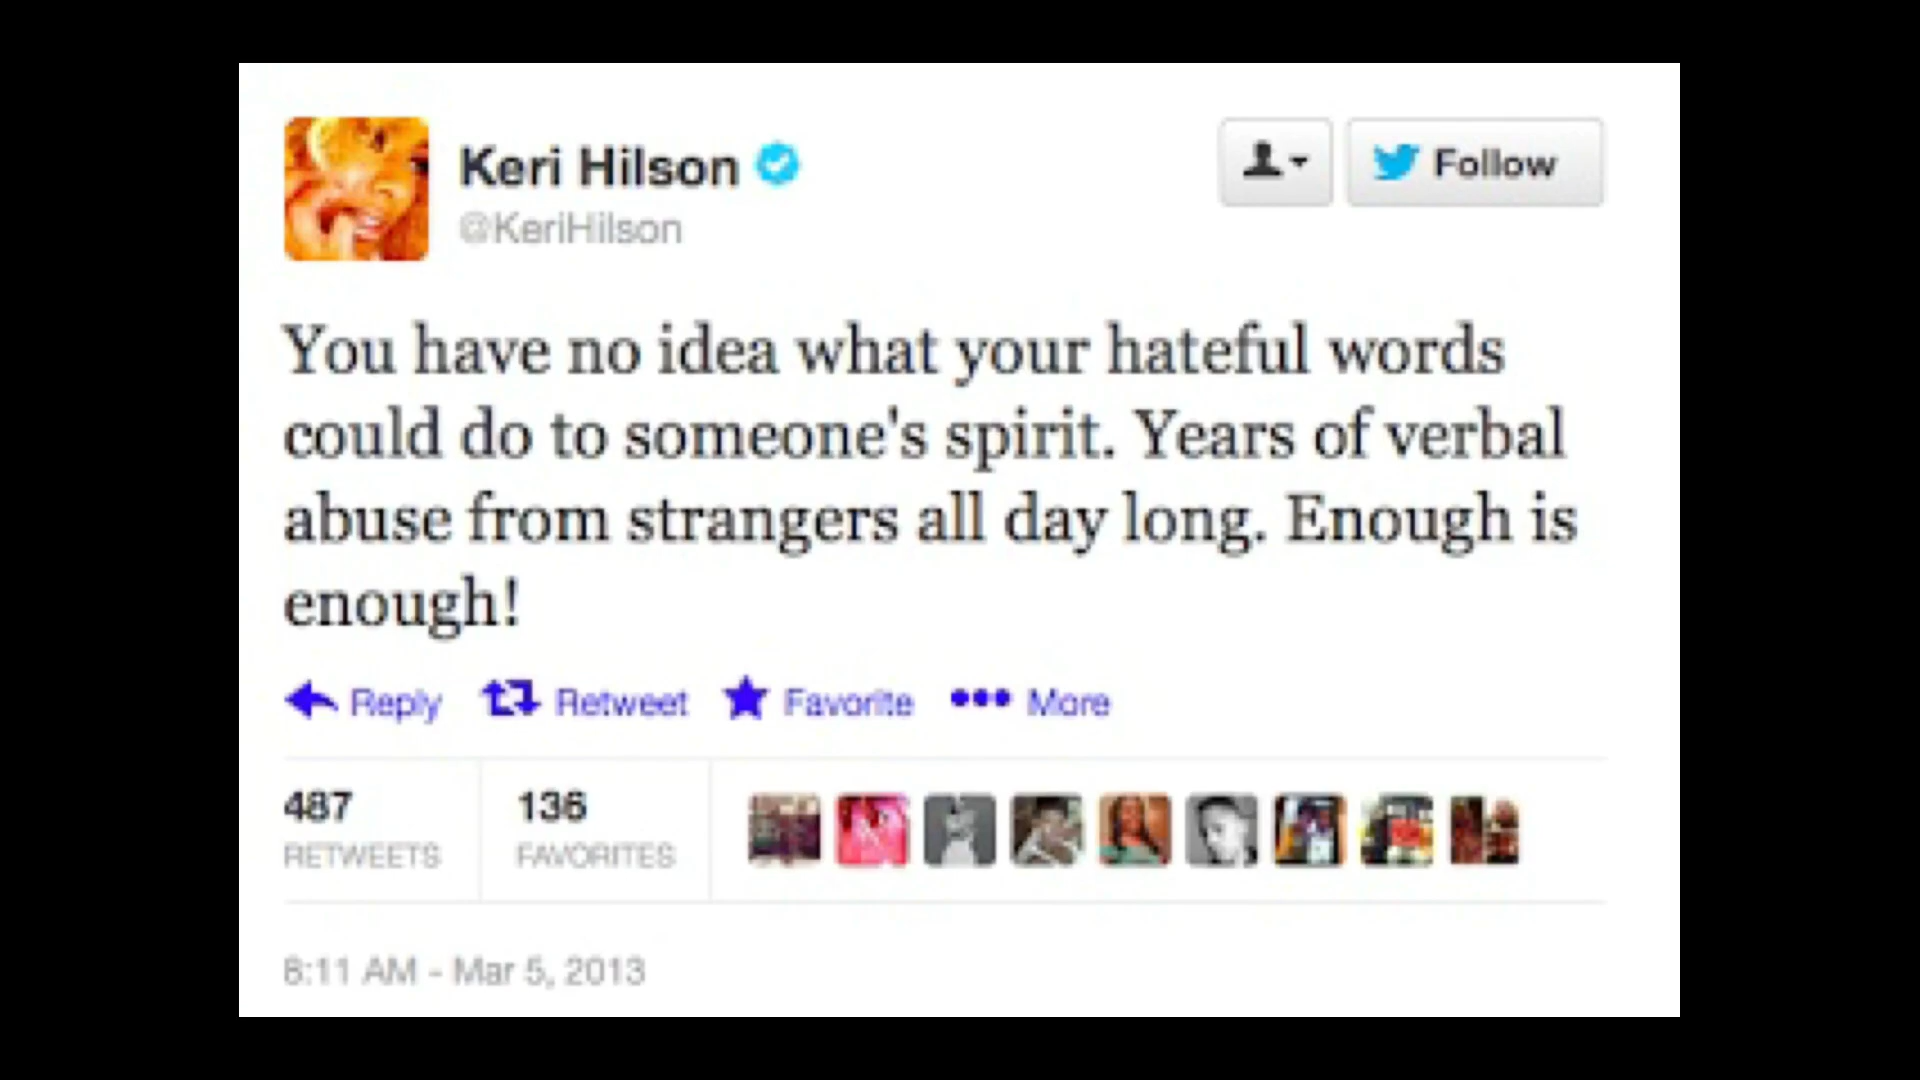 Keri Hilson
@KeriHilson
Follow
You have no idea what your hateful words
could do to someone's spirit. Years of verbal
abuse from strangers all day long. Enough is
enough!
Reply Retweet Favorite More
487 136
RETWEETS FAVORITES
8:11 AM - Mar 5, 2013